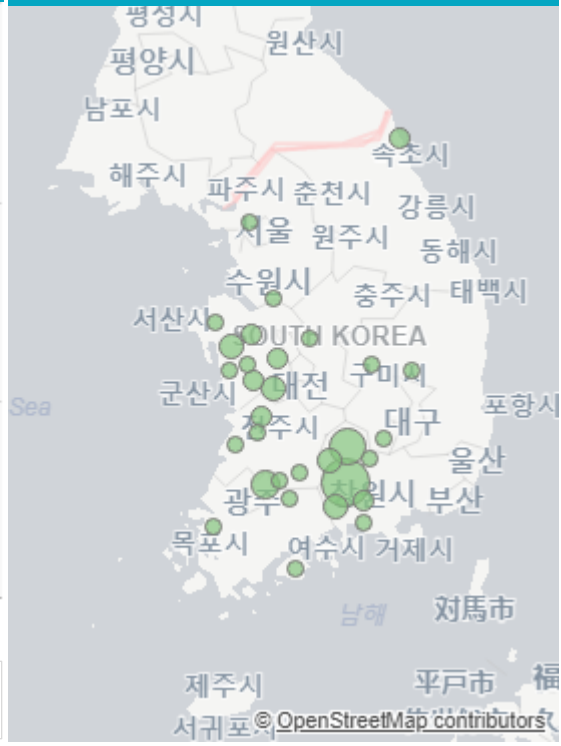 평성시
원산시
평양시
남포시
속초시
해주시
파주시 춘천시
강릉시
서울 원주시
동해시
수원시
충주시 태백시
서산시
SOUTH KOREA
구미시
군산시 대전
Sea
포항시
전주시
대구
울산
창원시 부산
광주
목포시 여수시 거제시
남해
対馬市
제주시
平戸市
福
서귀포시
久
© OpenStreetMap contributors